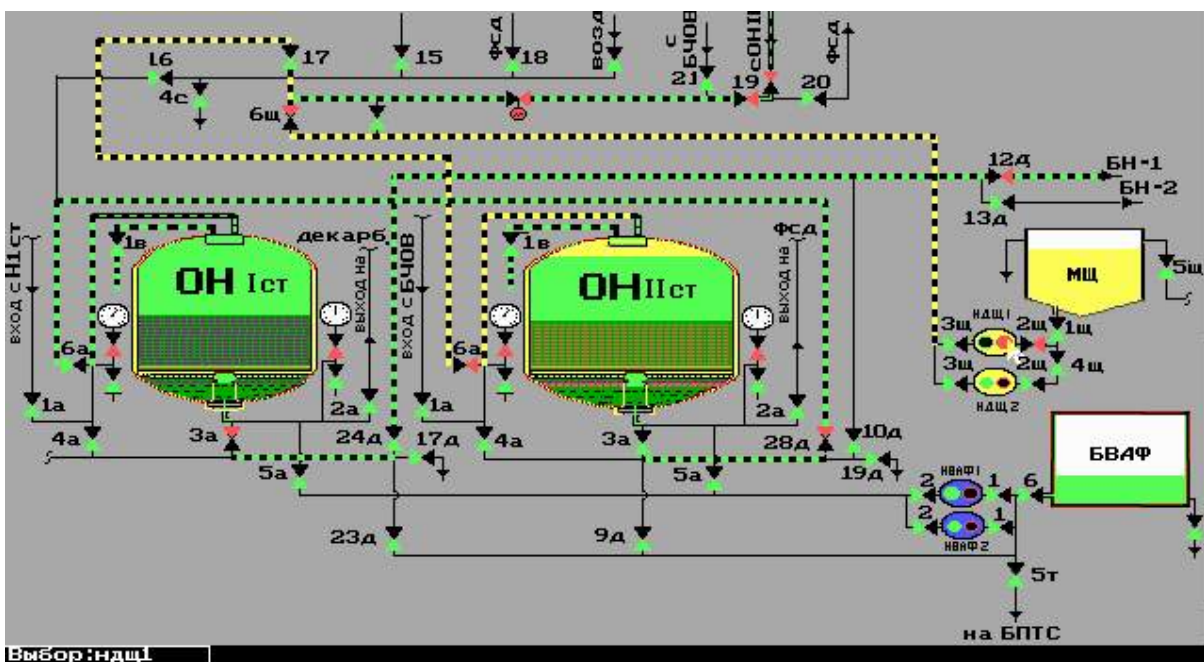 16
17
15
фсд
18
возд
с БЧОВ
21
19
сОНII
20
фсд
4с
6щ
12д
БН-1
БН-2
13д
вход с Н1ст
1в
декарб.
выход на
ОН Iст
вход с БЧОВ
1в
фсд
выход на
ОН IIст
МЩ
5щ
НДЩ1
3щ
2щ
1щ
3щ
2щ
4щ
НДЩ2
6а
6а
1а
2а
1а
2а
4а
3а
24д
17д
4а
3а
28д
10д
19д
5а
5а
БВАФ
НВАФ1
2
1
6
2
1
НВАФ2
23д
9д
5т
на БПТС
Выбор:ндщ1